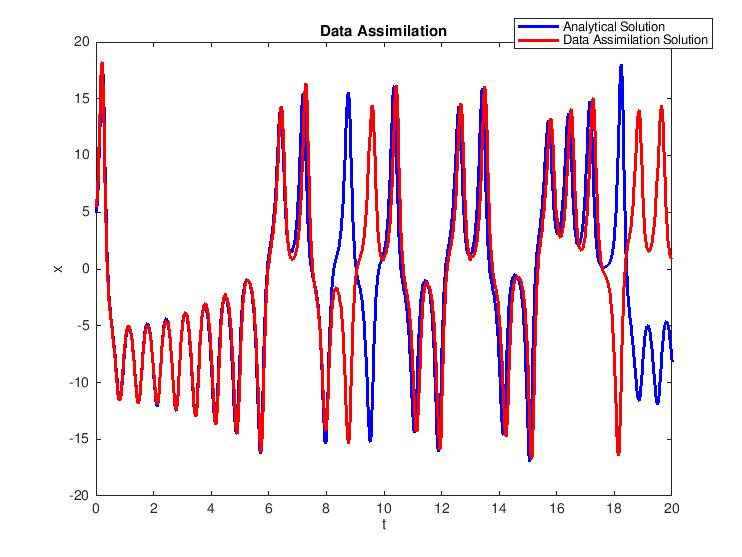 Data Assimilation
Analytical Solution
Data Assimilation Solution
20
15
10
5
0
-5
-10
-15
-20
x
0 2 4 6 8 10 12 14 16 18 20
t